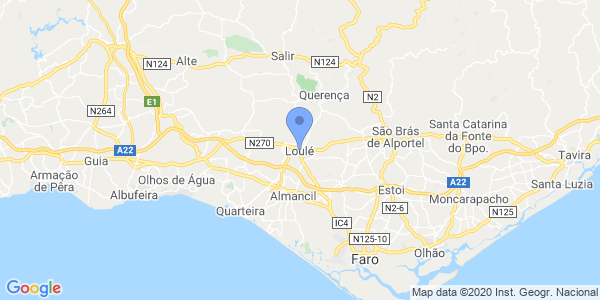 Salir
Alte
N124
N124
Querença
E1
N2
N264
Santa Catarina
da Fonte
do Bpo.
São Brás
de Alportel
A22
N270
Loulé
Guia
Tavira
Armação
de Pêra
Olhos de Água
Albufeira
Almancil
Estoi
A22
Santa Luzia
Moncarapacho
Quarteira
N2-6
N125
IC4
N125-10
Olhão
Faro
Google
Map data ©2020 Inst. Geogr. Nacional